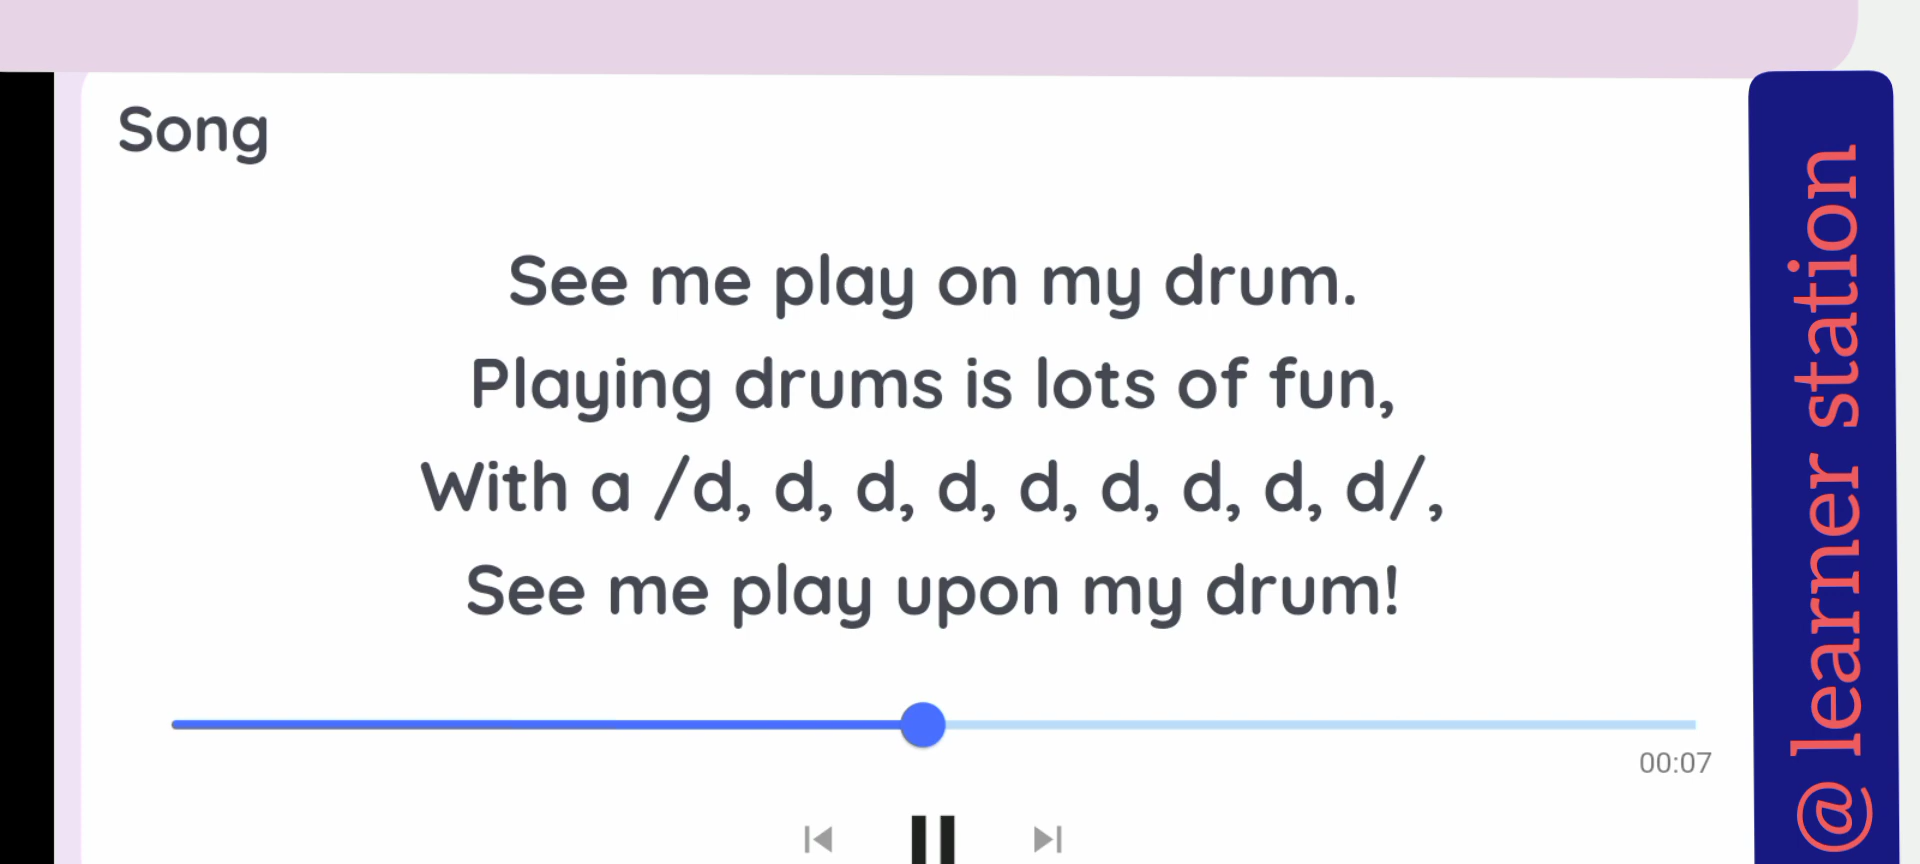 Song
See me play on my drum.
Playing drums is lots of fun,
With a /d, d, d, d, d, d, d, d, d/,
See me play upon my drum!
00:07
@ learner station